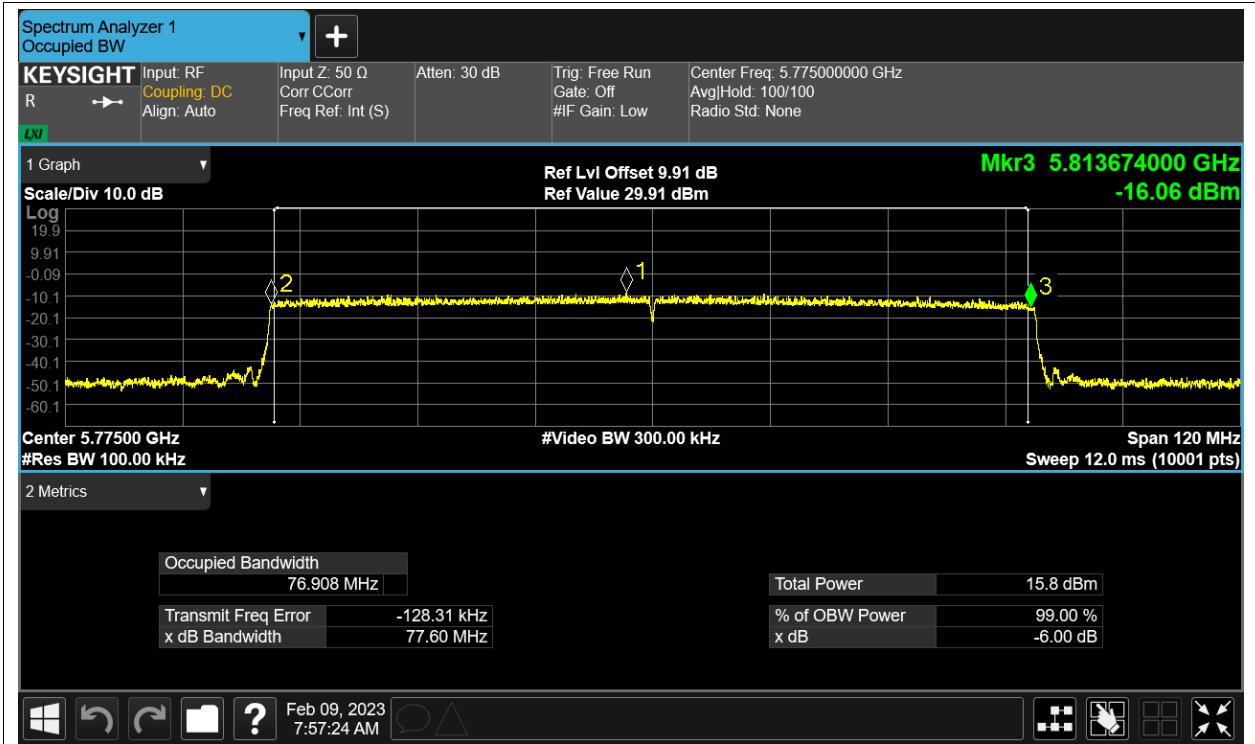 Spectrum Analyzer 1
Occupied BW
KEYSIGHT
R
LXI
Input: RF
Coupling: DC
Align: Auto
Input Z: 50 Ω
Corr CCorr
Freq Ref: Int (S)
Atten: 30 dB
Trig: Free Run
Gate: Off
#IF Gain: Low
Center Freq: 5.775000000 GHz
Avg|Hold: 100/100
Radio Std: None
1 Graph
Scale/Div 10.0 dB
Ref Lvl Offset 9.91 dB
Ref Value 29.91 dBm
Mkr3 5.813674000 GHz
-16.06 dBm
Log
19.9
9.91
-0.09
-10.1
-20.1
-30.1
-40.1
-50.1
-60.1
2
1
3
Center 5.77500 GHz
#Res BW 100.00 kHz
#Video BW 300.00 kHz
Span 120 MHz
Sweep 12.0 ms (10001 pts)
2 Metrics
Occupied Bandwidth
76.908 MHz
Transmit Freq Error -128.31 kHz
x dB Bandwidth 77.60 MHz
Total Power 15.8 dBm
% of OBW Power 99.00 %
x dB -6.00 dB
?
Feb 09, 2023
7:57:24 AM